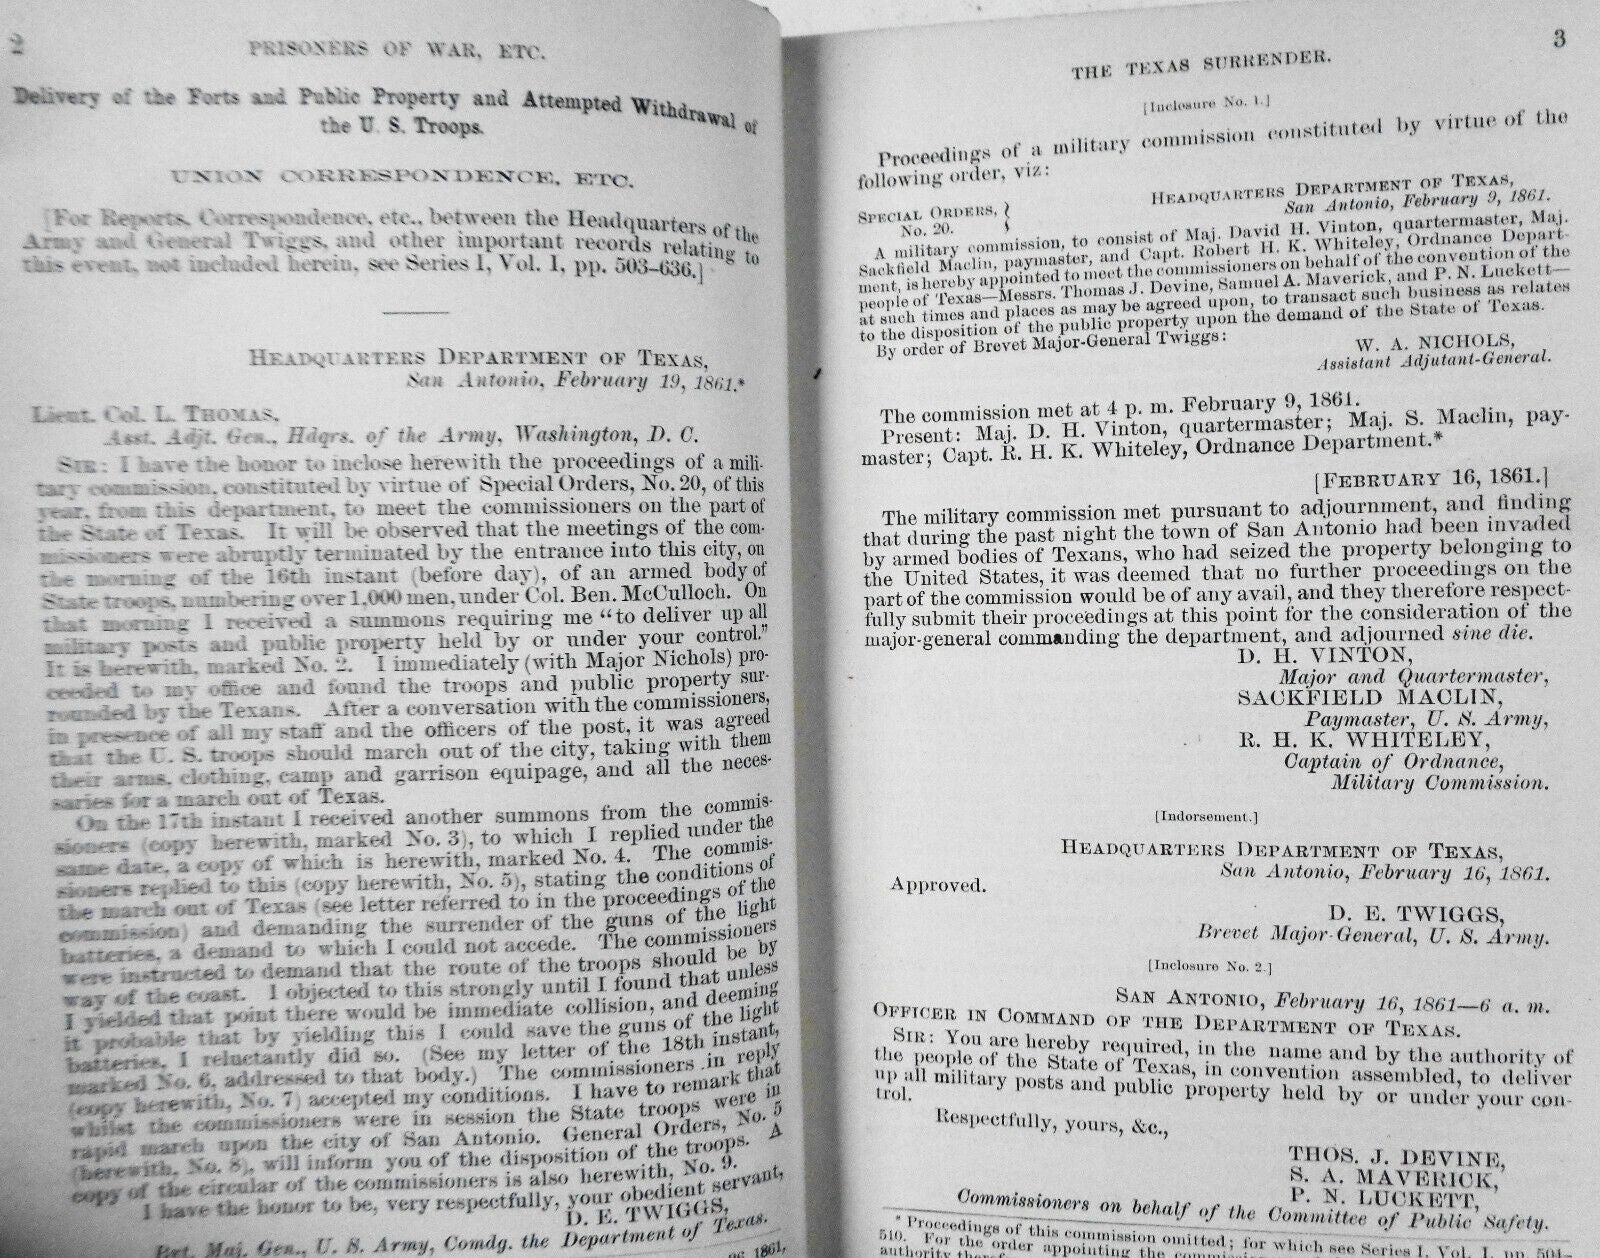 2
PRISONERS OF WAR, ETC.
Delivery of the Forts and Public Property and Attempted Withdrawal of
the U. S. Troops.
UNION CORRESPONDENCE, ETC.
[For Reports, Correspondence, etc., between the Headquarters of the
Army and General Twiggs, and other important records relating to
this event, not included herein, see Series I, Vol. I, pp. 503–636.]
HEADQUARTERS DEPARTMENT OF TEXAS,
San Antonio, February 19, 1861.*
Lieut. Col. L. THOMAS,
Asst. Adjt. Gen., Hdqrs. of the Army, Washington, D. C.
SIR: I have the honor to inclose herewith the proceedings of a mili-
tary commission, constituted by virtue of Special Orders, No. 20, of this
year, from this department, to meet the commissioners on the part of
the State of Texas. It will be observed that the meetings of the com-
missioners were abruptly terminated by the entrance into this city, on
the morning of the 16th instant (before day), of an armed body of
State troops, numbering over 1,000 men, under Col. Ben. McCulloch. On
that morning I received a summons requiring me "to deliver up all
military posts and public property held by or under your control."
It is herewith, marked No. 2. I immediately (with Major Nichols) pro-
ceeded to my office and found the troops and public property sur-
rounded by the Texans. After a conversation with the commissioners,
in presence of all my staff and the officers of the post, it was agreed
that the U. S. troops should march out of the city, taking with them
their arms, clothing, camp and garrison equipage, and all the neces-
saries for a march out of Texas.
On the 17th instant I received another summons from the commis-
sioners (copy herewith, marked No. 3), to which I replied under the
same date, a copy of which is herewith, marked No. 4. The commis-
sioners replied to this (copy herewith, No. 5), stating the conditions of
the march out of Texas (see letter referred to in the proceedings of the
commission) and demanding the surrender of the guns of the light
batteries, a demand to which I could not accede. The commissioners
were instructed to demand that the route of the troops should be by
way of the coast. I objected to this strongly until I found that unless
I yielded that point there would be immediate collision, and deeming
it probable that by yielding this I could save the guns of the light
batteries, I reluctantly did so. (See my letter of the 18th instant,
marked No. 6, addressed to that body.) The commissioners in reply
(copy herewith, No. 7) accepted my conditions. I have to remark that
whilst the commissioners were in session the State troops were in
rapid march upon the city of San Antonio. General Orders, No. 5
(herewith, No. 8), will inform you of the disposition of the troops. A
copy of the circular of the commissioners is also herewith, No. 9.
I have the honor to be, very respectfully, your obedient servant,
D. E. TWIGGS,
Bvt. Maj. Gen., U. S. Army, Comdg. the Department of Texas.
1861,
THE TEXAS SURRENDER.
3
[Inclosure No. 1.]
Proceedings of a military commission constituted by virtue of the
following order, viz:
SPECIAL ORDERS, }
No. 20.
HEADQUARTERS DEPARTMENT OF TEXAS,
San Antonio, February 9, 1861.
A military commission, to consist of Maj. David H. Vinton, quartermaster, Maj.
Sackfield Maclin, paymaster, and Capt. Robert H. K. Whiteley, Ordnance Depart-
ment, is hereby appointed to meet the commissioners on behalf of the convention of the
people of Texas—Messrs. Thomas J. Devine, Samuel A. Maverick, and P. N. Luckett—
at such times and places as may be agreed upon, to transact such business as relates
to the disposition of the public property upon the demand of the State of Texas.
By order of Brevet Major-General Twiggs:
W. A. NICHOLS,
Assistant Adjutant-General.
The commission met at 4 p. m. February 9, 1861.
Present: Maj. D. H. Vinton, quartermaster; Maj. S. Maclin, pay-
master; Capt. R. H. K. Whiteley, Ordnance Department.*
[FEBRUARY 16, 1861.]
The military commission met pursuant to adjournment, and finding
that during the past night the town of San Antonio had been invaded
by armed bodies of Texans, who had seized the property belonging to
the United States, it was deemed that no further proceedings on the
part of the commission would be of any avail, and they therefore respect-
fully submit their proceedings at this point for the consideration of the
major-general commanding the department, and adjourned sine die.
D. H. VINTON,
Major and Quartermaster,
SACKFIELD MACLIN,
Paymaster, U. S. Army,
R. H. K. WHITELEY,
Captain of Ordnance,
Military Commission.
[Indorsement.]
HEADQUARTERS DEPARTMENT OF TEXAS,
San Antonio, February 16, 1861.
Approved.
D. E. TWIGGS,
Brevet Major-General, U. S. Army.
[Inclosure No. 2.]
SAN ANTONIO, February 16, 1861—6 a. m.
OFFICER IN COMMAND OF THE DEPARTMENT OF TEXAS.
SIR: You are hereby required, in the name and by the authority of
the people of the State of Texas, in convention assembled, to deliver
up all military posts and public property held by or under your con-
trol.
Respectfully, yours, &c.,
THOS. J. DEVINE,
S. A. MAVERICK,
P. N. LUCKETT,
Commissioners on behalf of the Committee of Public Safety.
* Proceedings of this commission omitted; for which see Series I, Vol. I, pp. 504–
510. For the order appointing the
authority